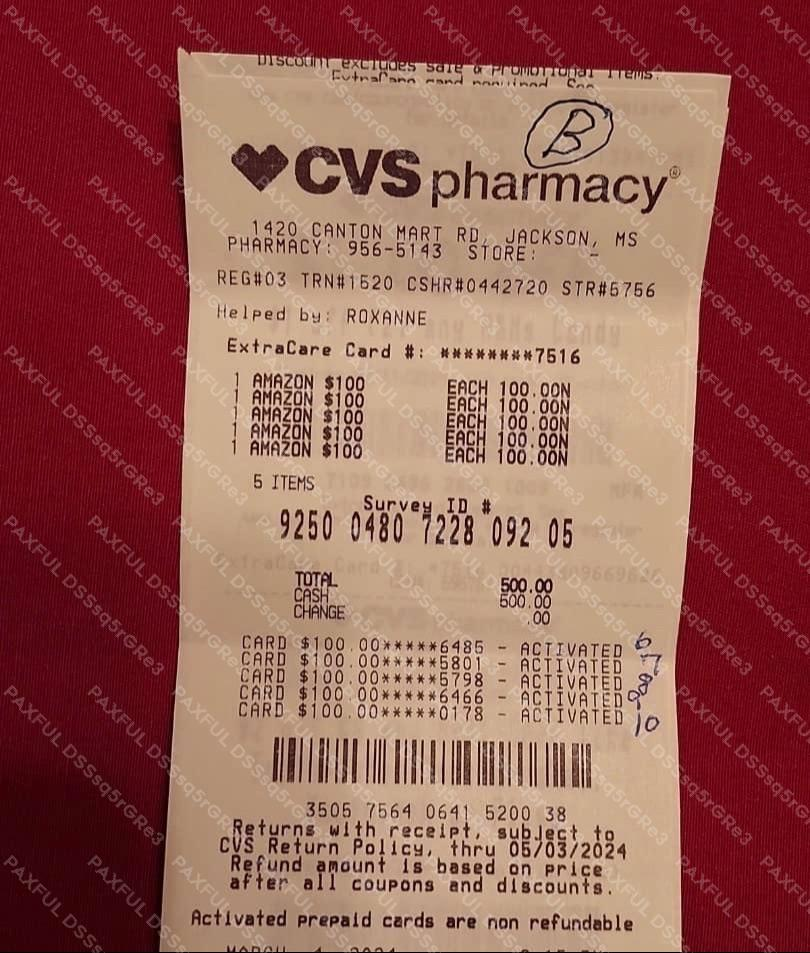 Discount excludes sale & Promotional Items.
ExtraCare card required. See
B
CVS pharmacy®
1420 CANTON MART RD, JACKSON, MS
PHARMACY: 956-5143 STORE: -
REG#03 TRN#1520 CSHR#0442720 STR#5756
Helped by: ROXANNE
ExtraCare Card #: ********7516
1 AMAZON $100 EACH 100.00N
1 AMAZON $100 EACH 100.00N
1 AMAZON $100 EACH 100.00N
1 AMAZON $100 EACH 100.00N
1 AMAZON $100 EACH 100.00N
5 ITEMS
Survey ID #
9250 0480 7228 092 05
TOTAL 500.00
CASH 500.00
CHANGE .00
CARD $100.00*****6485 - ACTIVATED 6
CARD $100.00*****5801 - ACTIVATED 7
CARD $100.00*****5798 - ACTIVATED 8
CARD $100.00*****6466 - ACTIVATED 9
CARD $100.00*****0178 - ACTIVATED 10
3505 7564 0641 5200 38
Returns with receipt, subject to
CVS Return Policy, thru 05/03/2024
Refund amount is based on price
after all coupons and discounts.
Activated prepaid cards are non refundable
MARCH 4, 2024
PAXFUL DSSsq5rGRe3